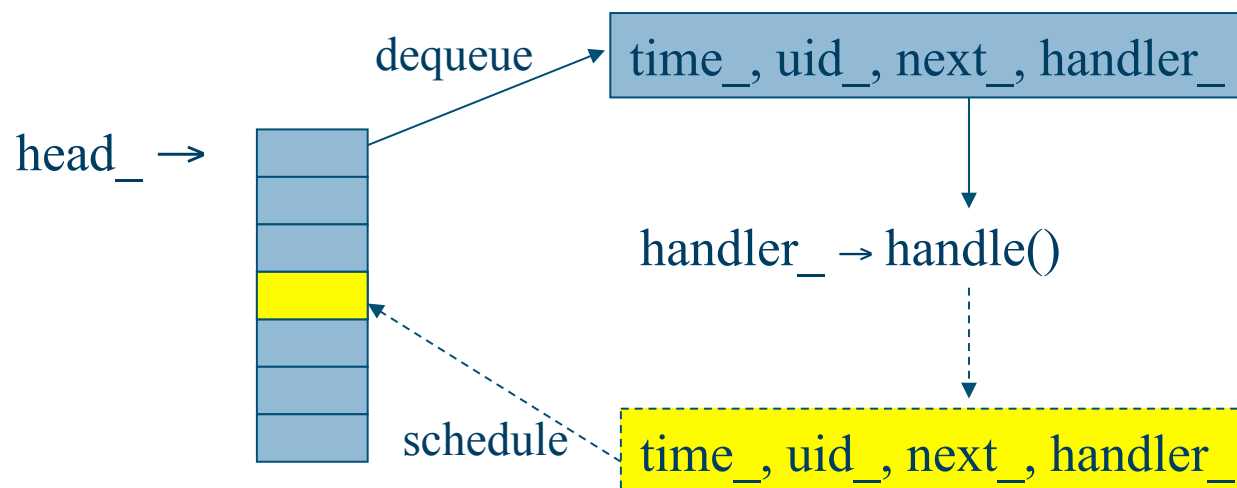 dequeue
time_, uid_, next_, handler_
head_ →
handler_ → handle()
schedule
time_, uid_, next_, handler_